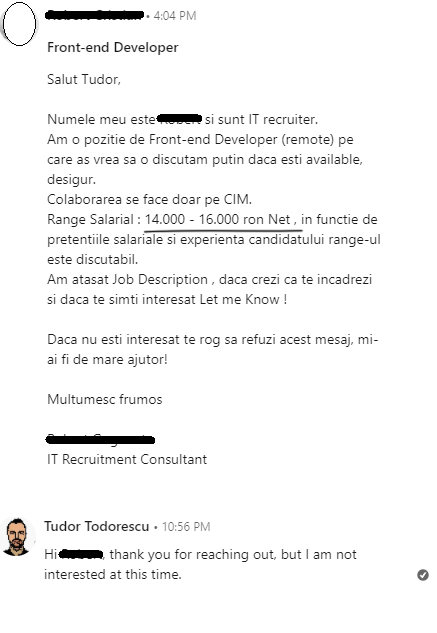 • 4:04 PM
Front-end Developer
Salut Tudor,
Numele meu este si sunt IT recruiter.
Am o pozitie de Front-end Developer (remote) pe
care as vrea sa o discutam putin daca esti available,
desigur.
Colaborarea se face doar pe CIM.
Range Salarial : 14.000 - 16.000 ron Net , in functie de
pretentiile salariale si experienta candidatului range-ul
este discutabil.
Am atasat Job Description , daca crezi ca te incadrezi
si daca te simti interesat Let me Know !
Daca nu esti interesat te rog sa refuzi acest mesaj, mi-
ai fi de mare ajutor!
Multumesc frumos
IT Recruitment Consultant
Tudor Todorescu • 10:56 PM
Hi , thank you for reaching out, but I am not
interested at this time.